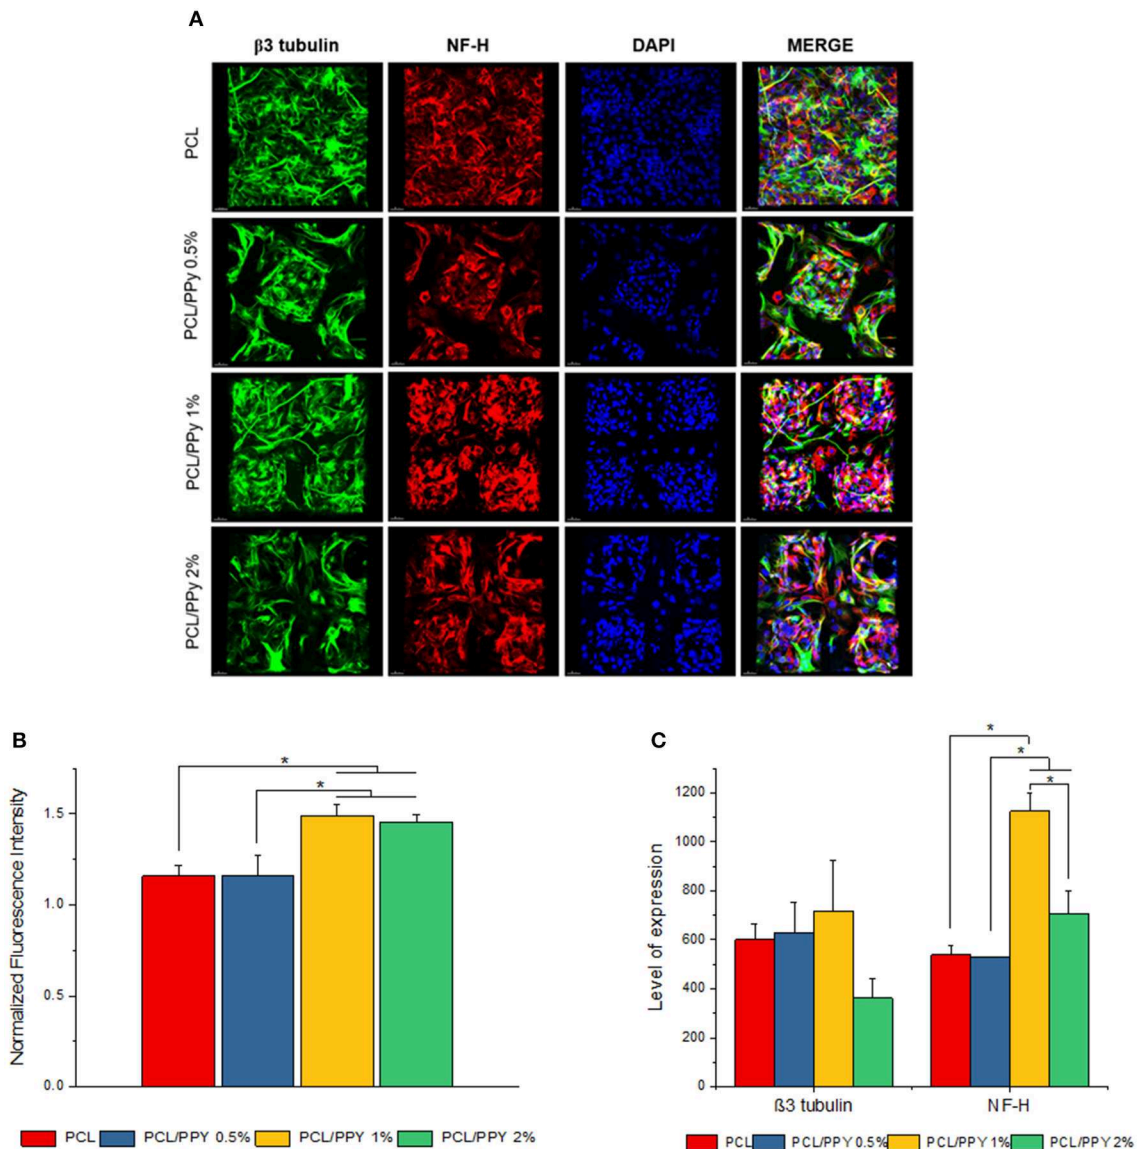 A
β3 tubulin NF-H DAPI MERGE
PCL
PCL/PPy 0.5%
PCL/PPy 1%
PCL/PPy 2%
B
Normalized Fluorescence Intensity
1.5
1.0
0.5
0.0
*
*
PCL PCL/PPY 0.5% PCL/PPY 1% PCL/PPY 2%
C
Level of expression
1200
1000
800
600
400
200
0
*
*
*
ß3 tubulin NF-H
PCL PCL/PPY 0.5% PCL/PPY 1% PCL/PPY 2%